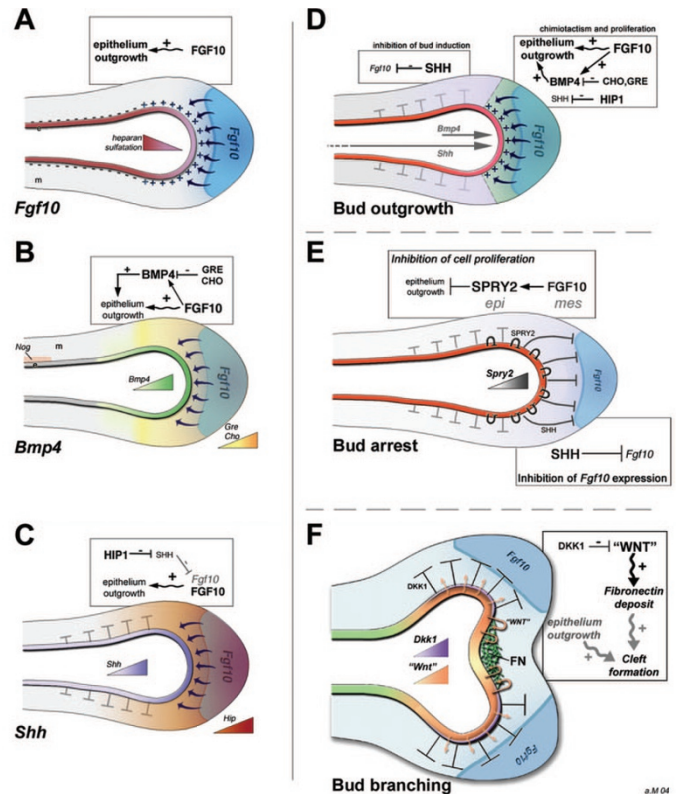 A
epithelium
outgrowth
+
FGF10
heparan
sulfatation
Fgf10
e
m
Fgf10
B
+
BMP4
-
GRE
CHO
epithelium
outgrowth
+
FGF10
Nog
m
e
Bmp4
Fgf10
Gre
Cho
Bmp4
C
HIP1
-
SHH
-
+
Fgf10
epithelium
outgrowth
FGF10
Shh
Fgf10
Hip
Shh
D
inhibition of bud induction
Fgf10
-
SHH
chimiotactism and proliferation
epithelium
outgrowth
+
FGF10
+
+
BMP4
-
CHO,GRE
SHH
-
HIP1
Bmp4
Shh
Fgf10
Bud outgrowth
E
Inhibition of cell proliferation
epithelium
outgrowth
SPRY2
FGF10
epi
mes
SPRY2
Spry2
Fgf10
SHH
Bud arrest
SHH
Fgf10
Inhibition of Fgf10 expression
F
Fgf10
DKK1
"WNT"
Dkk1
"Wnt"
FN
Fgf10
DKK1
-
"WNT"
+
Fibronectin
deposit
epithelium
outgrowth
+
+
Cleft
formation
Bud branching
a.M 04